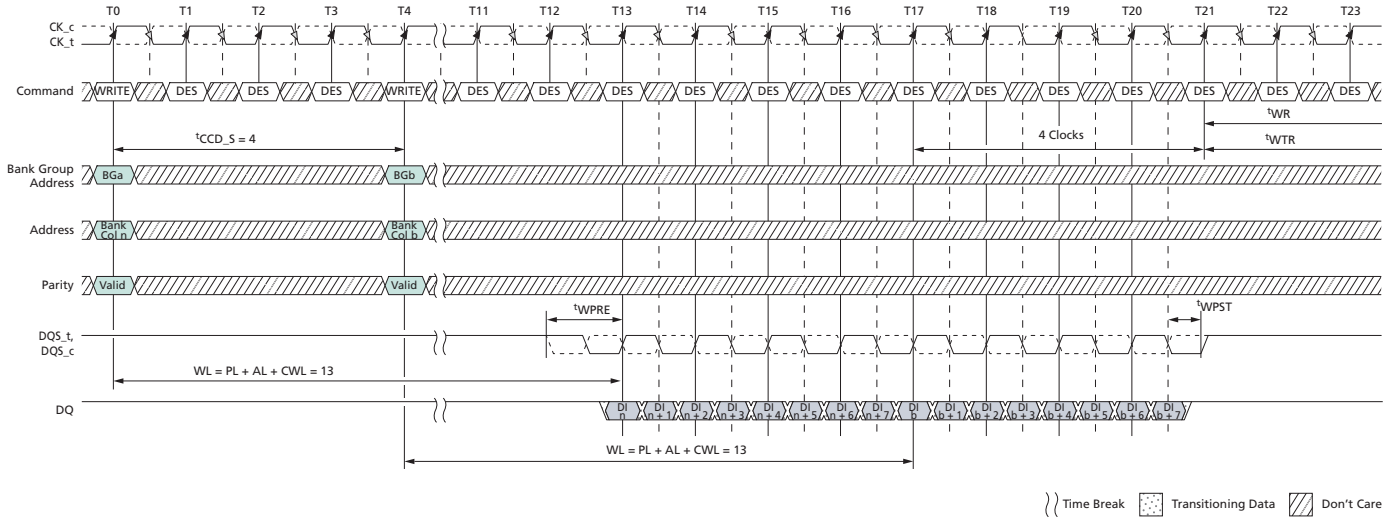 T0 T1 T2 T3 T4 T11 T12 T13 T14 T15 T16 T17 T18 T19 T20 T21 T22 T23
CK_c
CK_t
Command WRITE DES DES DES WRITE DES DES DES DES DES DES DES DES DES DES DES DES DES
tWR
tCCD_S = 4 4 Clocks tWTR
Bank Group
Address BGa BGb
Address Bank Col n Bank Col b
Parity Valid Valid
tWPRE tWPST
DQS_t,
DQS_c
WL = PL + AL + CWL = 13
DQ DI n DI n + 1 DI n + 2 DI n + 3 DI n + 4 DI n + 5 DI n + 6 DI n + 7 DI b DI b + 1 DI b + 2 DI b + 3 DI b + 4 DI b + 5 DI b + 6 DI b + 7
WL = PL + AL + CWL = 13
Time Break Transitioning Data Don't Care